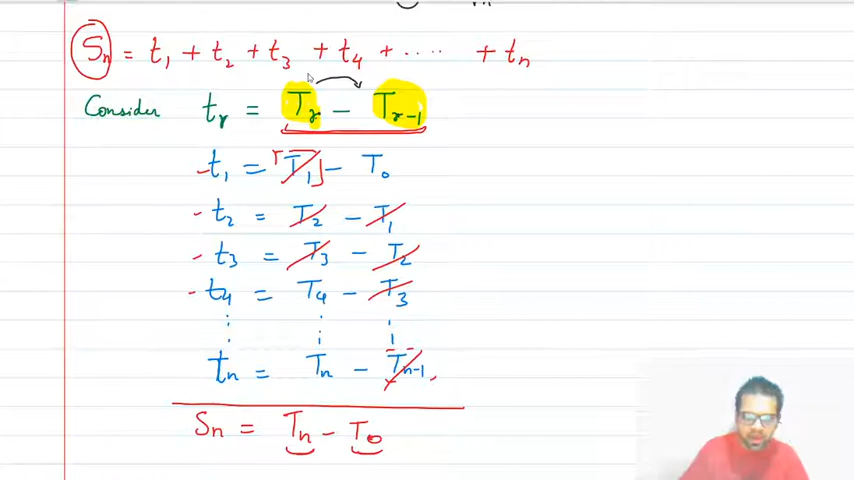 Sₙ = t₁ + t₂ + t₃ + t₄ + ···· + tₙ
Consider tᵣ = Tᵣ − Tᵣ₋₁
t₁ = T₁ − T₀
t₂ = T₂ − T₁
t₃ = T₃ − T₂
t₄ = T₄ − T₃
⋮ ⋮ ⋮
tₙ = Tₙ − Tₙ₋₁
Sₙ = Tₙ − T₀